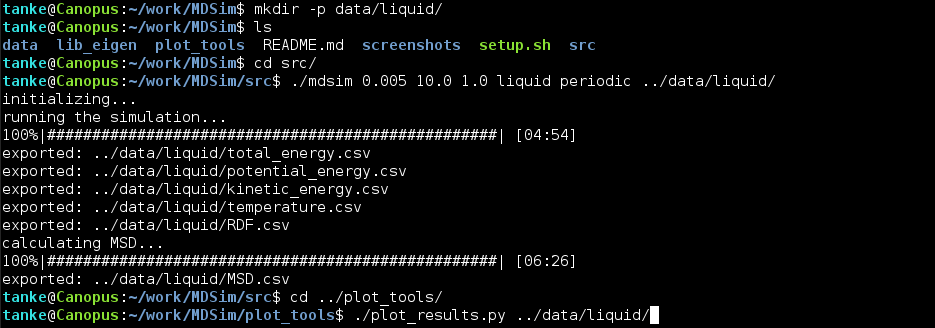 tanke@Canopus:~/work/MDSim$ mkdir -p data/liquid/
tanke@Canopus:~/work/MDSim$ ls
data  lib_eigen  plot_tools  README.md  screenshots  setup.sh  src
tanke@Canopus:~/work/MDSim$ cd src/
tanke@Canopus:~/work/MDSim/src$ ./mdsim 0.005 10.0 1.0 liquid periodic ../data/liquid/
initializing...
running the simulation...
100%|##################################################| [04:54]
exported: ../data/liquid/total_energy.csv
exported: ../data/liquid/potential_energy.csv
exported: ../data/liquid/kinetic_energy.csv
exported: ../data/liquid/temperature.csv
exported: ../data/liquid/RDF.csv
calculating MSD...
100%|##################################################| [06:26]
exported: ../data/liquid/MSD.csv
tanke@Canopus:~/work/MDSim/src$ cd ../plot_tools/
tanke@Canopus:~/work/MDSim/plot_tools$ ./plot_results.py ../data/liquid/